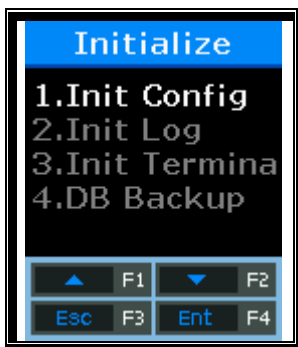 Initialize
1.Init Config
2.Init Log
3.Init Termina
4.DB Backup
▲ F1 ▼ F2
Esc F3 Ent F4